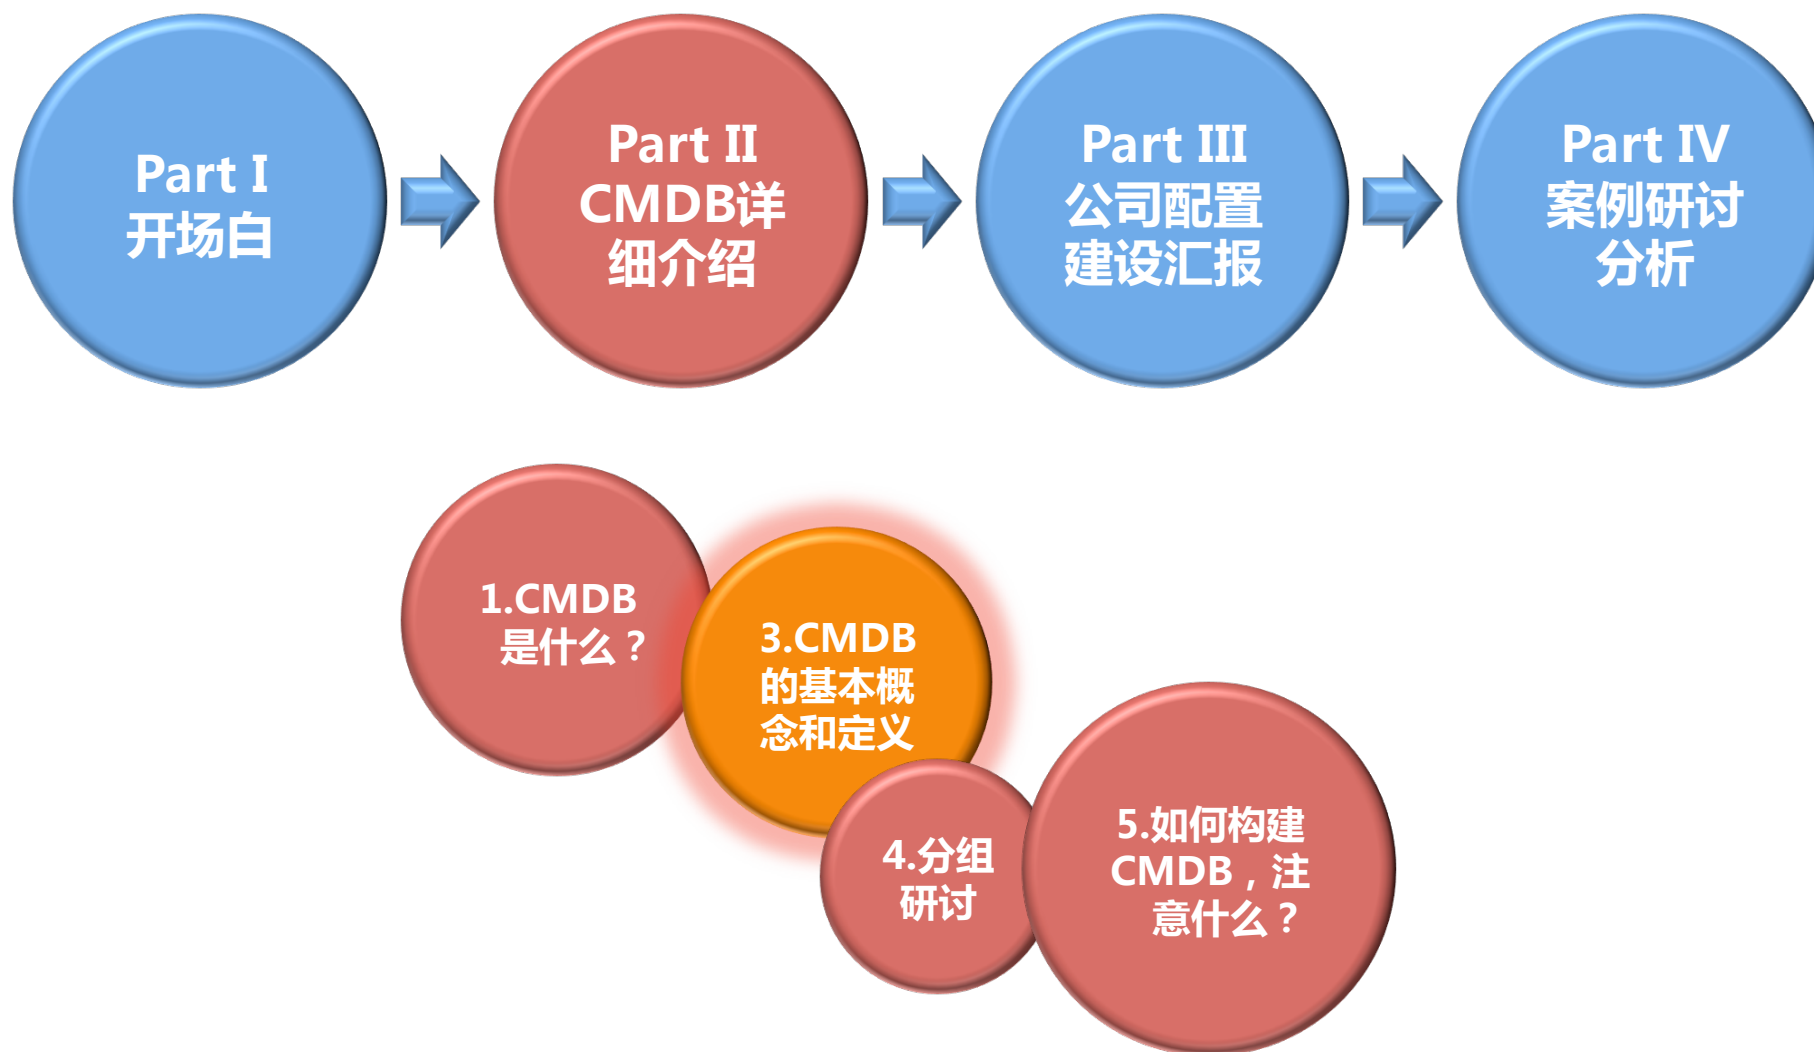 Part I
开场白
Part II
CMDB详
细介绍
Part III
公司配置
建设汇报
Part IV
案例研讨
分析
1.CMDB
是什么？
3.CMDB
的基本概
念和定义
4.分组
研讨
5.如何构建
CMDB，注
意什么？